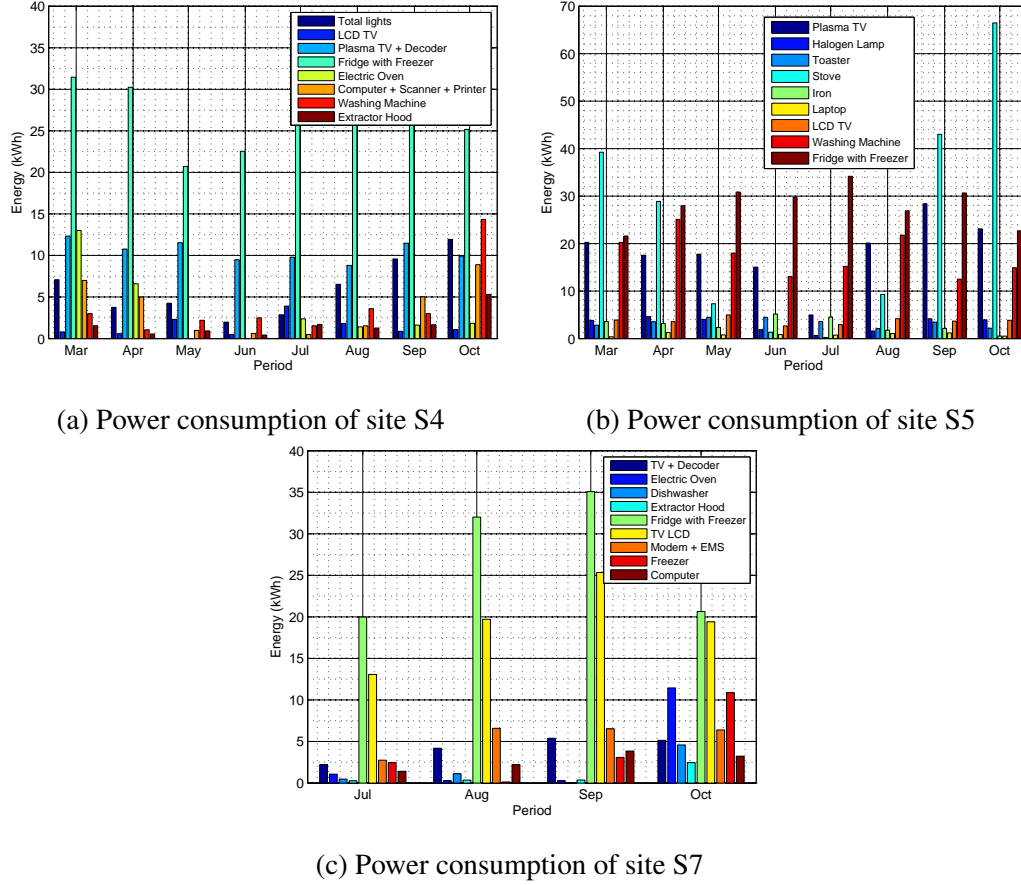 40
35
30
25
20
15
10
5
0
Energy (kWh)
Total lights
LCD TV
Plasma TV + Decoder
Fridge with Freezer
Electric Oven
Computer + Scanner + Printer
Washing Machine
Extractor Hood
Mar Apr May Jun Jul Aug Sep Oct
Period
(a) Power consumption of site S4
70
60
50
40
30
20
10
0
Energy (kWh)
Plasma TV
Halogen Lamp
Toaster
Stove
Iron
Laptop
LCD TV
Washing Machine
Fridge with Freezer
Mar Apr May Jun Jul Aug Sep Oct
Period
(b) Power consumption of site S5
40
35
30
25
20
15
10
5
0
Energy (kWh)
TV + Decoder
Electric Oven
Dishwasher
Extractor Hood
Fridge with Freezer
TV LCD
Modem + EMS
Freezer
Computer
Jul Aug Sep Oct
Period
(c) Power consumption of site S7